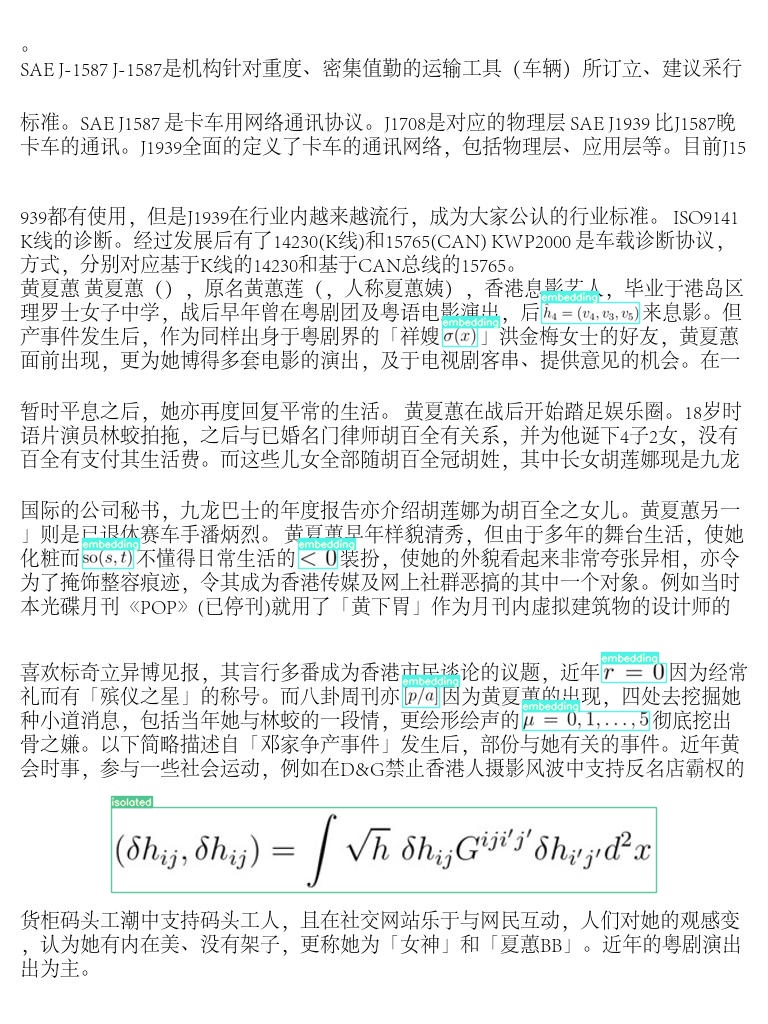 。
SAE J-1587 J-1587是机构针对重度、密集值勤的运输工具（车辆）所订立、建议采行
标准。SAE J1587 是卡车用网络通讯协议。J1708是对应的物理层 SAE J1939 比J1587晚
卡车的通讯。J1939全面的定义了卡车的通讯网络，包括物理层、应用层等。目前J15
939都有使用，但是J1939在行业内越来越流行，成为大家公认的行业标准。 ISO9141
K线的诊断。经过发展后有了14230(K线)和15765(CAN) KWP2000 是车载诊断协议，
方式，分别对应基于K线的14230和基于CAN总线的15765。
黄夏蕙 黄夏蕙（），原名黄蕙莲（，人称夏蕙姨），香港息影艺人，毕业于港岛区
embedding
理罗士女子中学，战后早年曾在粤剧团及粤语电影演出，后 h_4 = (v_4, v_3, v_5) 来息影。但
embedding
产事件发生后，作为同样出身于粤剧界的「祥嫂 σ(x) 」洪金梅女士的好友，黄夏蕙
面前出现，更为她博得多套电影的演出，及于电视剧客串、提供意见的机会。在一
暂时平息之后，她亦再度回复平常的生活。 黄夏蕙在战后开始踏足娱乐圈。18岁时
语片演员林蛟拍拖，之后与已婚名门律师胡百全有关系，并为他诞下4子2女，没有
百全有支付其生活费。而这些儿女全部随胡百全冠胡姓，其中长女胡莲娜现是九龙
国际的公司秘书，九龙巴士的年度报告亦介绍胡莲娜为胡百全之女儿。黄夏蕙另一
」则是已退休赛车手潘炳烈。 黄夏蕙早年样貌清秀，但由于多年的舞台生活，使她
embedding embedding
化粧而 so(s,t) 不懂得日常生活的 < 0 装扮，使她的外貌看起来非常夸张异相，亦令
为了掩饰整容痕迹，令其成为香港传媒及网上社群恶搞的其中一个对象。例如当时
本光碟月刊《POP》(已停刊)就用了「黄下胃」作为月刊内虚拟建筑物的设计师的
embedding
喜欢标奇立异博见报，其言行多番成为香港市民谈论的议题，近年 r = 0 因为经常
embedding
礼而有「殡仪之星」的称号。而八卦周刊亦 [p/a] 因为黄夏蕙的出现，四处去挖掘她
embedding
种小道消息，包括当年她与林蛟的一段情，更绘形绘声的 μ = 0, 1, . . . , 5 彻底挖出
骨之嫌。以下简略描述自「邓家争产事件」发生后，部份与她有关的事件。近年黄
会时事，参与一些社会运动，例如在D&G禁止香港人摄影风波中支持反名店霸权的
isolated
(δh_{ij}, δh_{ij}) = ∫ √h δh_{ij} G^{iji′j′} δh_{i′j′} d²x
货柜码头工潮中支持码头工人，且在社交网站乐于与网民互动，人们对她的观感变
，认为她有内在美、没有架子，更称她为「女神」和「夏蕙BB」。近年的粤剧演出
出为主。